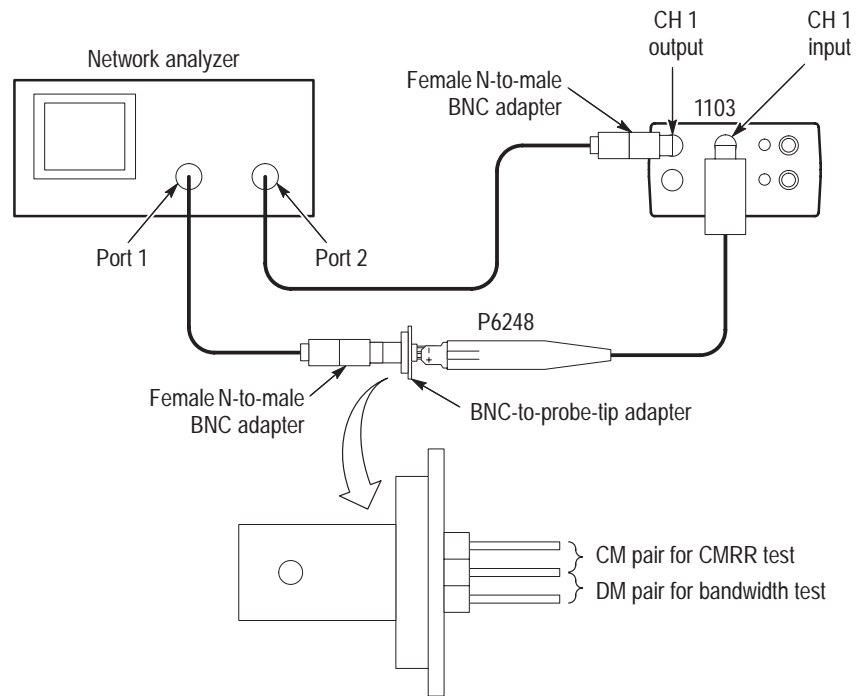 CH 1
output
CH 1
input
Network analyzer
Female N-to-male
BNC adapter
1103
Port 1
Port 2
P6248
Female N-to-male
BNC adapter
BNC-to-probe-tip adapter
CM pair for CMRR test
DM pair for bandwidth test